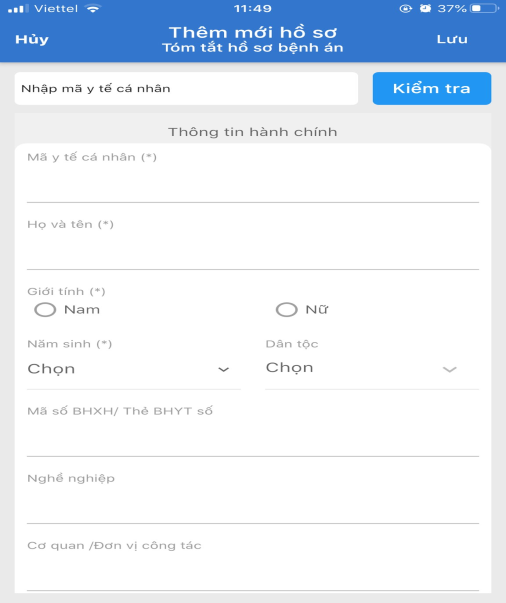 Viettel 11:49 37%
Hủy Thêm mới hồ sơ Lưu
Tóm tắt hồ sơ bệnh án
Nhập mã y tế cá nhân Kiểm tra
Thông tin hành chính
Mã y tế cá nhân (*)
Họ và tên (*)
Giới tính (*)
Nam Nữ
Năm sinh (*) Dân tộc
Chọn Chọn
Mã số BHXH/ Thẻ BHYT số
Nghề nghiệp
Cơ quan /Đơn vị công tác